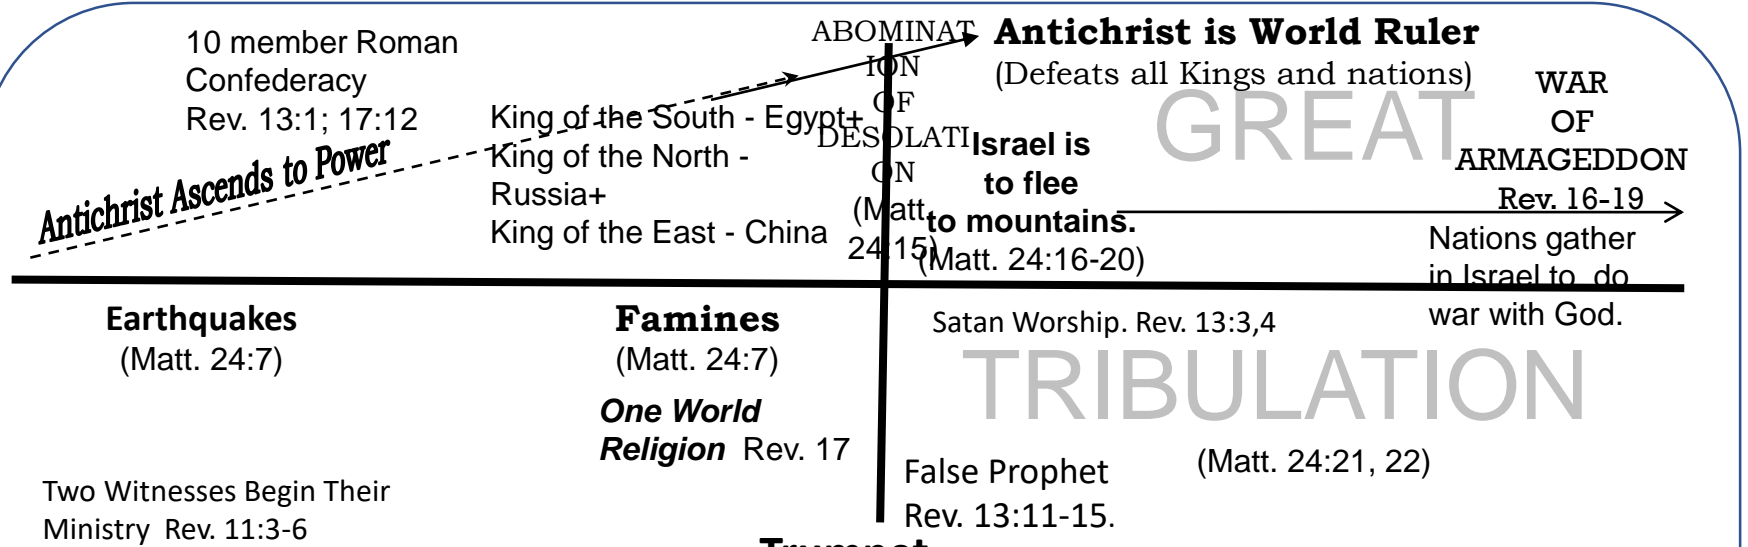 10 member Roman
Confederacy
Rev. 13:1; 17:12
Antichrist Ascends to Power
King of the South - Egypt+
King of the North -
Russia+
King of the East - China
ABOMINAT
ION
OF
DESOLATI
ON
(Matt.
24:15)
Antichrist is World Ruler
(Defeats all Kings and nations)
Israel is
to flee
to mountains.
(Matt. 24:16-20)
GREAT
WAR
OF
ARMAGEDDON
Rev. 16-19
Nations gather
in Israel to do
war with God.
Earthquakes
(Matt. 24:7)
Famines
(Matt. 24:7)
One World
Religion Rev. 17
Satan Worship. Rev. 13:3,4
TRIBULATION
(Matt. 24:21, 22)
False Prophet
Rev. 13:11-15.
Two Witnesses Begin Their
Ministry Rev. 11:3-6